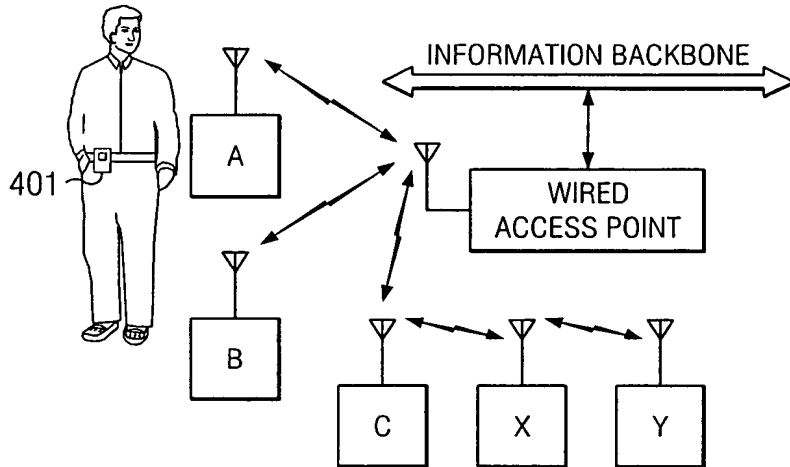 INFORMATION BACKBONE
A
401
WIRED
ACCESS POINT
B
C
X
Y